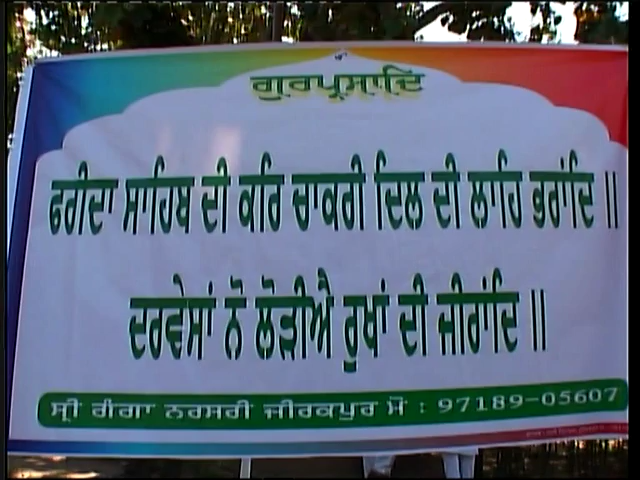 ੴ
ਗੁਰਪ੍ਰਸਾਦਿ
ਫਰੀਦਾ ਸਾਹਿਬ ਦੀ ਕਰਿ ਚਾਕਰੀ ਦਿਲ ਦੀ ਲਾਹਿ ਭਰਾਂਦਿ ॥
ਦਰਵੇਸਾਂ ਨੋ ਲੋੜੀਐ ਰੁਖਾਂ ਦੀ ਜੀਰਾਂਦਿ ॥
ਸ੍ਰੀ ਗੰਗਾ ਨਰਸਰੀ ਜੀਰਕਪੁਰ ਮੋ : 97189-05607